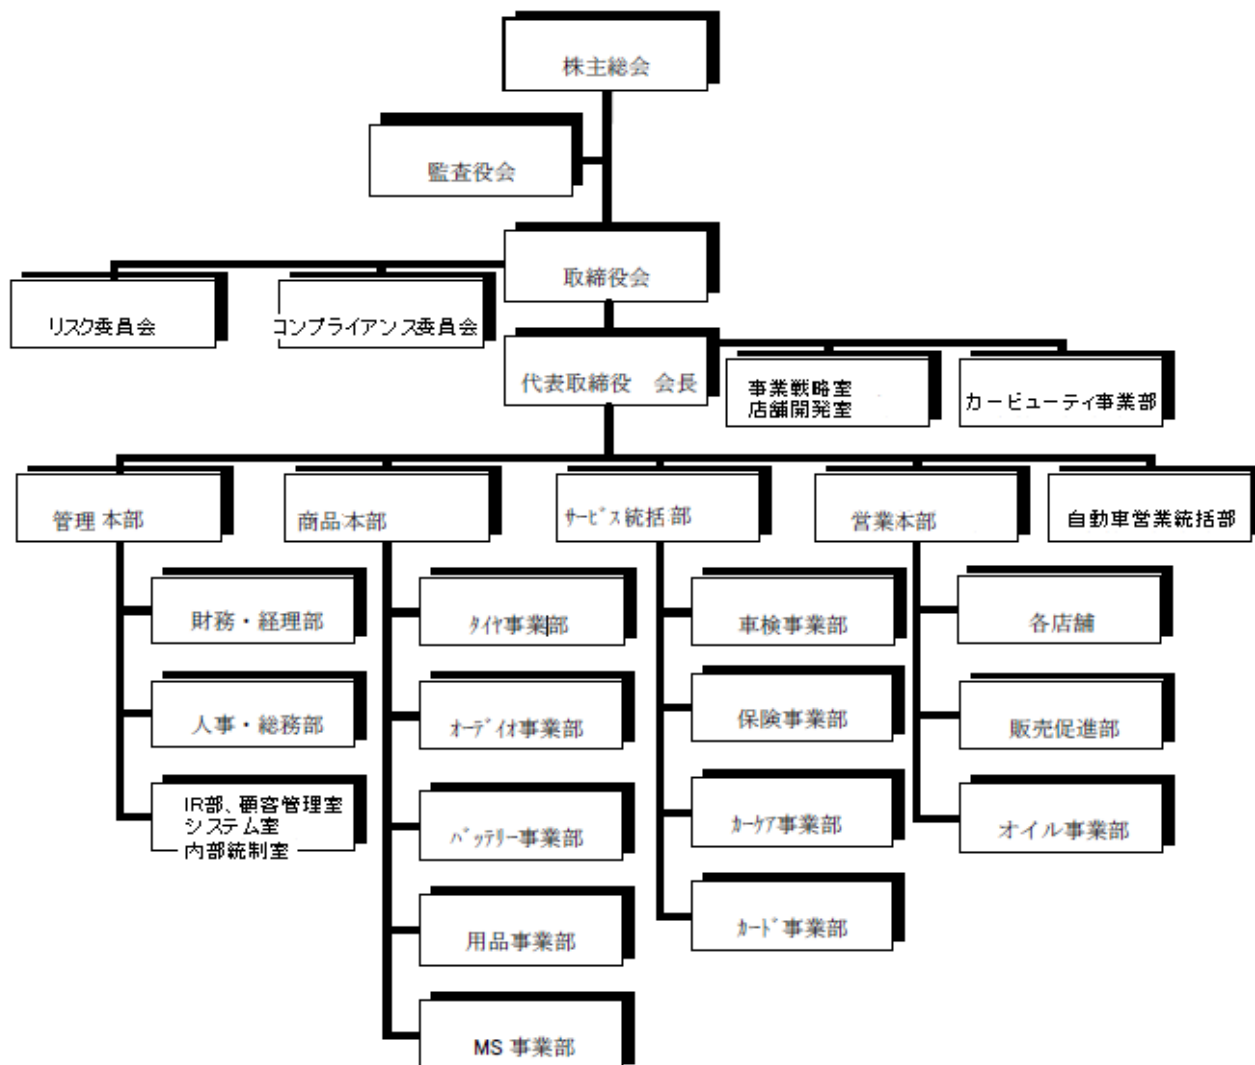 株主総会
監査役会
取締役会
リスク委員会
コンプライアンス委員会
代表取締役　会長
事業戦略室
店舗開発室
カービューティ事業部
管理本部
商品本部
ｻｰﾋﾞｽ統括部
営業本部
自動車営業統括部
財務・経理部
ﾀｲﾔ事業部
車検事業部
各店舗
人事・総務部
ｵｰﾃﾞｲｵ事業部
保険事業部
販売促進部
IR部、顧客管理室
システム室
内部統制室
ﾊﾞｯﾃﾘｰ事業部
ｶｰｹｱ事業部
オイル事業部
用品事業部
ｶｰﾄﾞ事業部
MS 事業部